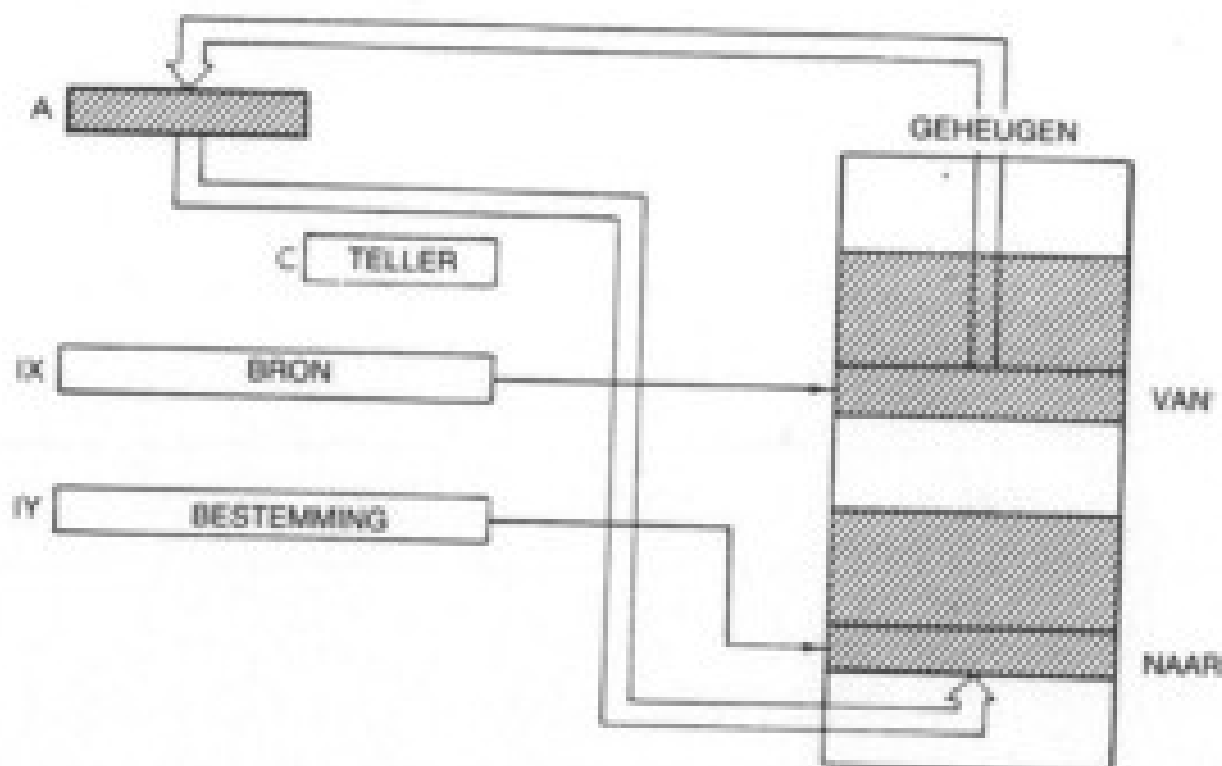 A
GEHEUGEN
C TELLER
IX BRON
VAN
IY BESTEMMING
NAAR